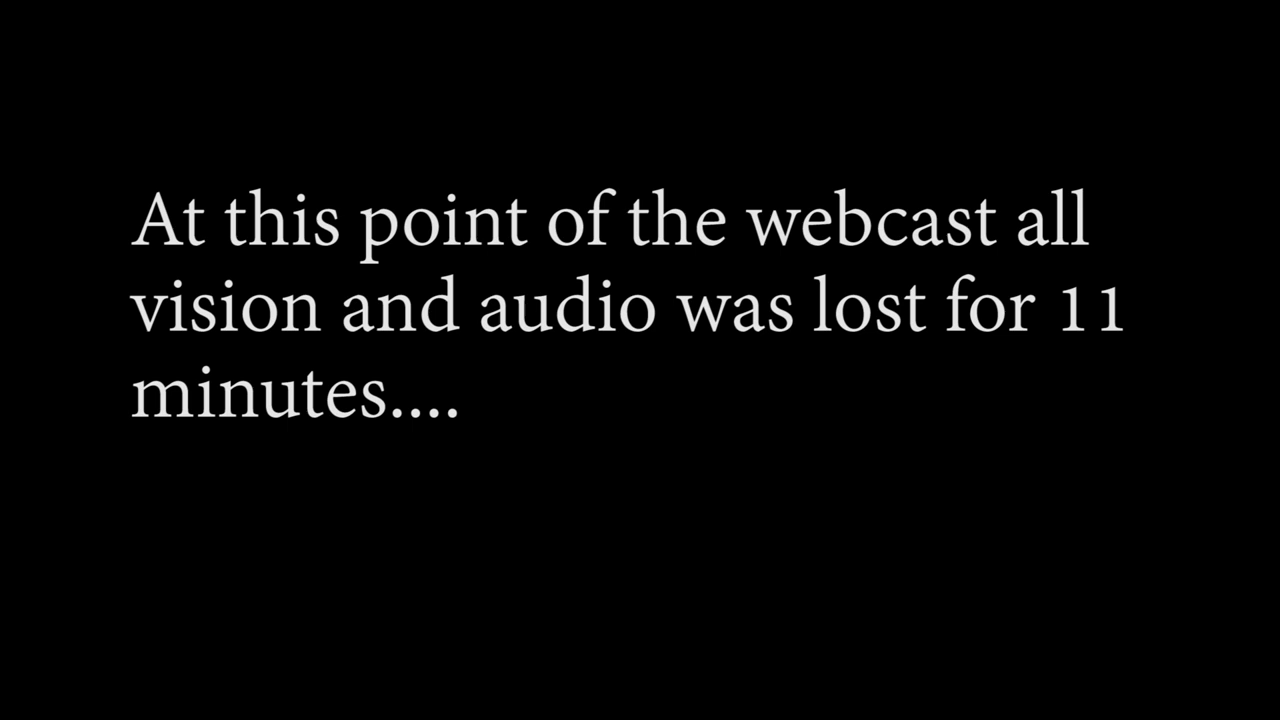 At this point of the webcast all
vision and audio was lost for 11
minutes....